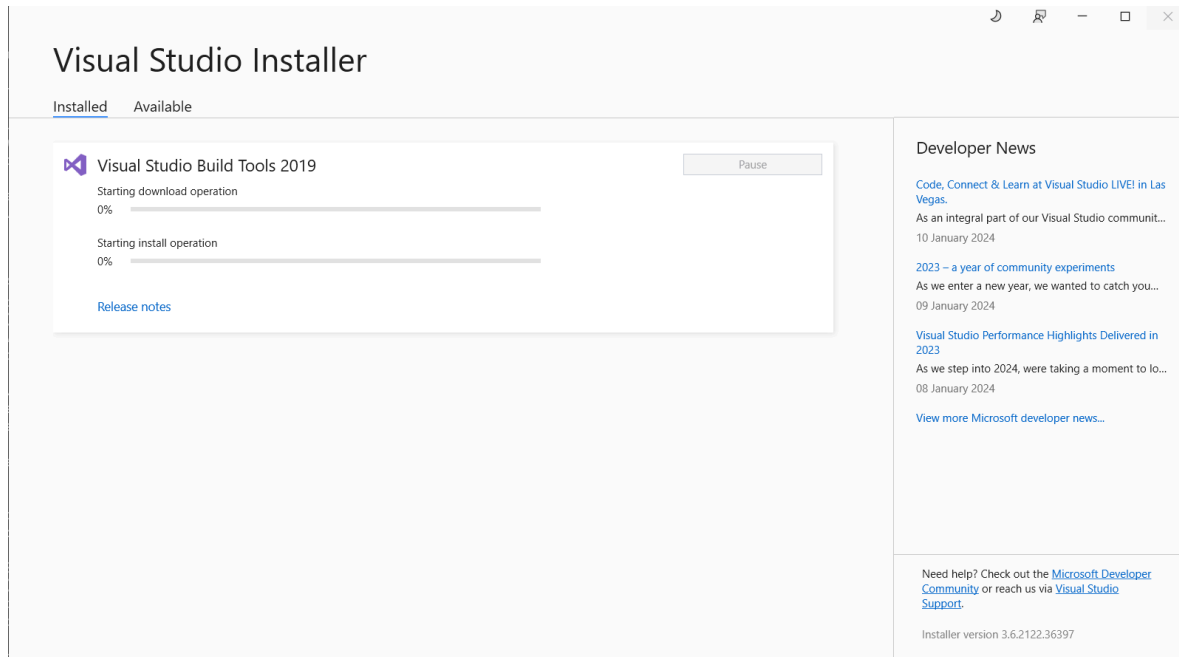 Visual Studio Installer
Installed
Available
Visual Studio Build Tools 2019
Pause
Starting download operation
0%
Starting install operation
0%
Release notes
Developer News
Code, Connect & Learn at Visual Studio LIVE! in Las
Vegas.
As an integral part of our Visual Studio communit...
10 January 2024
2023 – a year of community experiments
As we enter a new year, we wanted to catch you...
09 January 2024
Visual Studio Performance Highlights Delivered in
2023
As we step into 2024, were taking a moment to lo...
08 January 2024
View more Microsoft developer news...
Need help? Check out the Microsoft Developer
Community or reach us via Visual Studio
Support.
Installer version 3.6.2122.36397